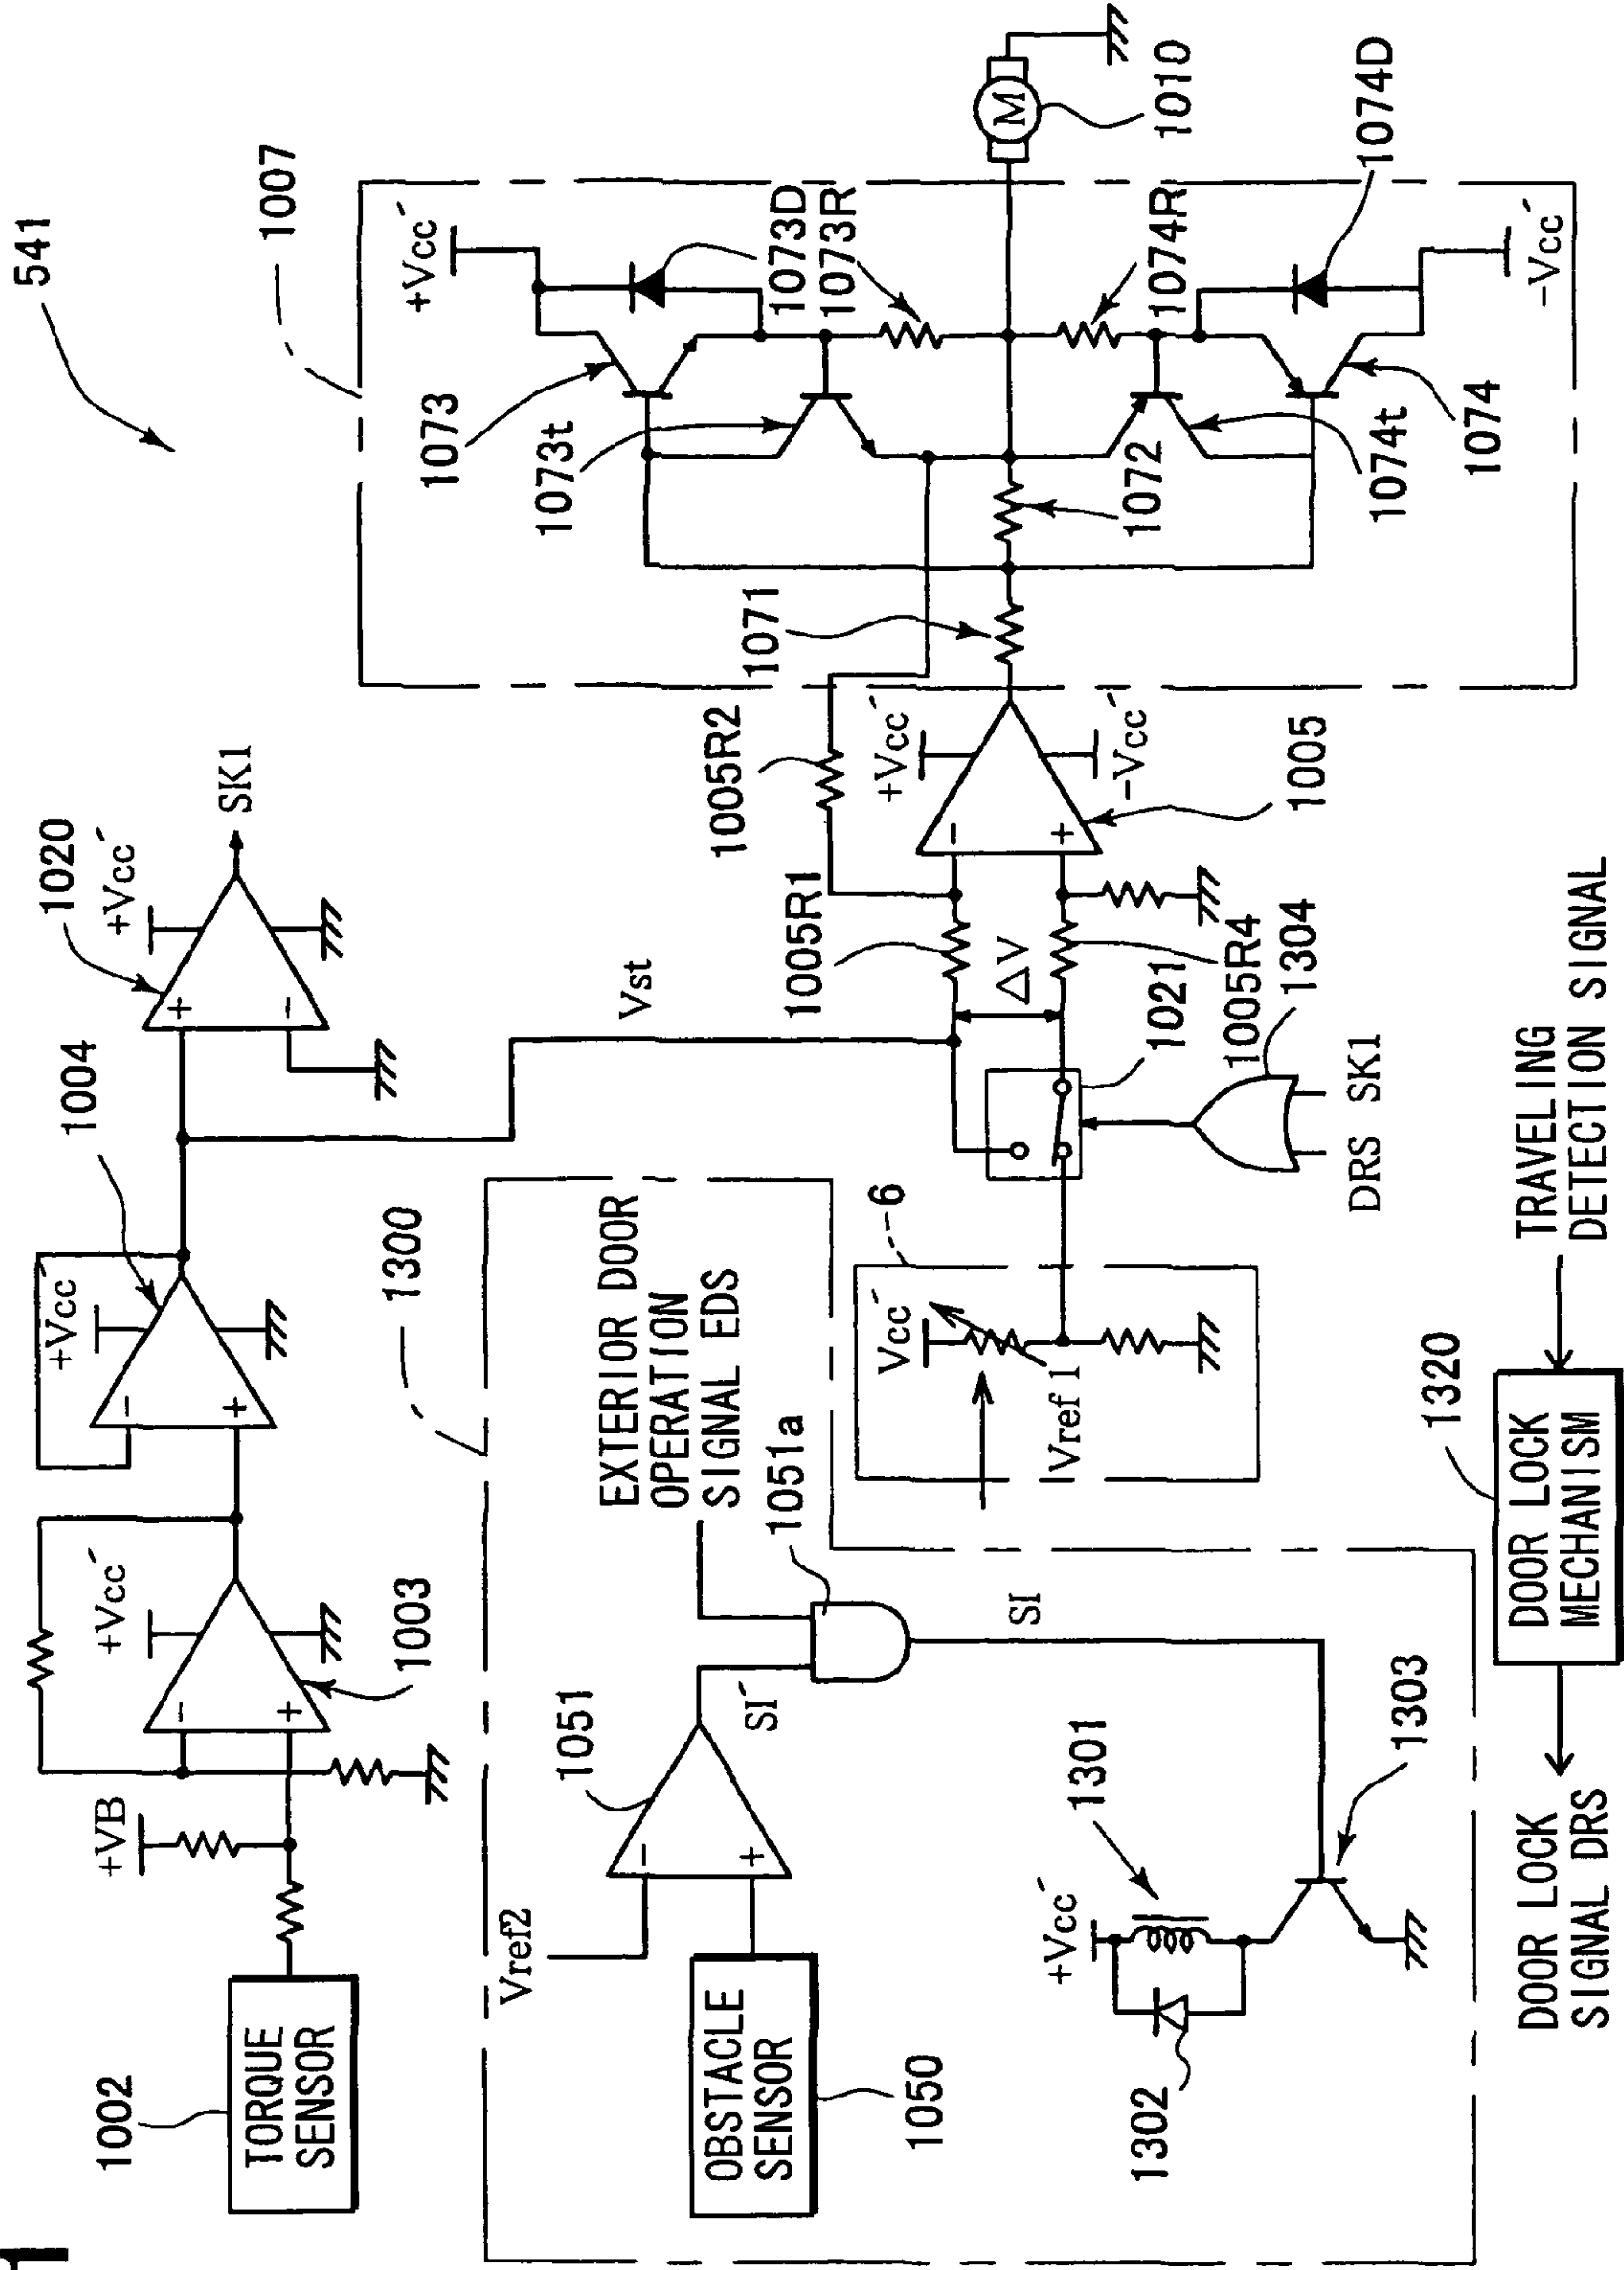 541
1007
+Vcc´
1073D
1073R
1073
1073t
1010
M
1074R
1074D
1074t
1074
-Vcc´
1072
1071
1005R2
+Vcc´
-Vcc´
1005
-
+
1005R1
ΔV
1005R4
1021
1304
DRS SK1
SK1
1020
+Vcc´
+
-
Vst
1004
+Vcc´
-
+
1003
+Vcc´
-
+
+VB
1002
TORQUE
SENSOR
1300
EXTERIOR DOOR
OPERATION
SIGNAL EDS
1051a
SI
SI´
1051
-
+
Vref2
OBSTACLE
SENSOR
1050
6
Vcc´
Vref1
1301
+Vcc´
1302
1303
TRAVELING
DETECTION SIGNAL
1320
DOOR LOCK
MECHANISM
DOOR LOCK
SIGNAL DRS